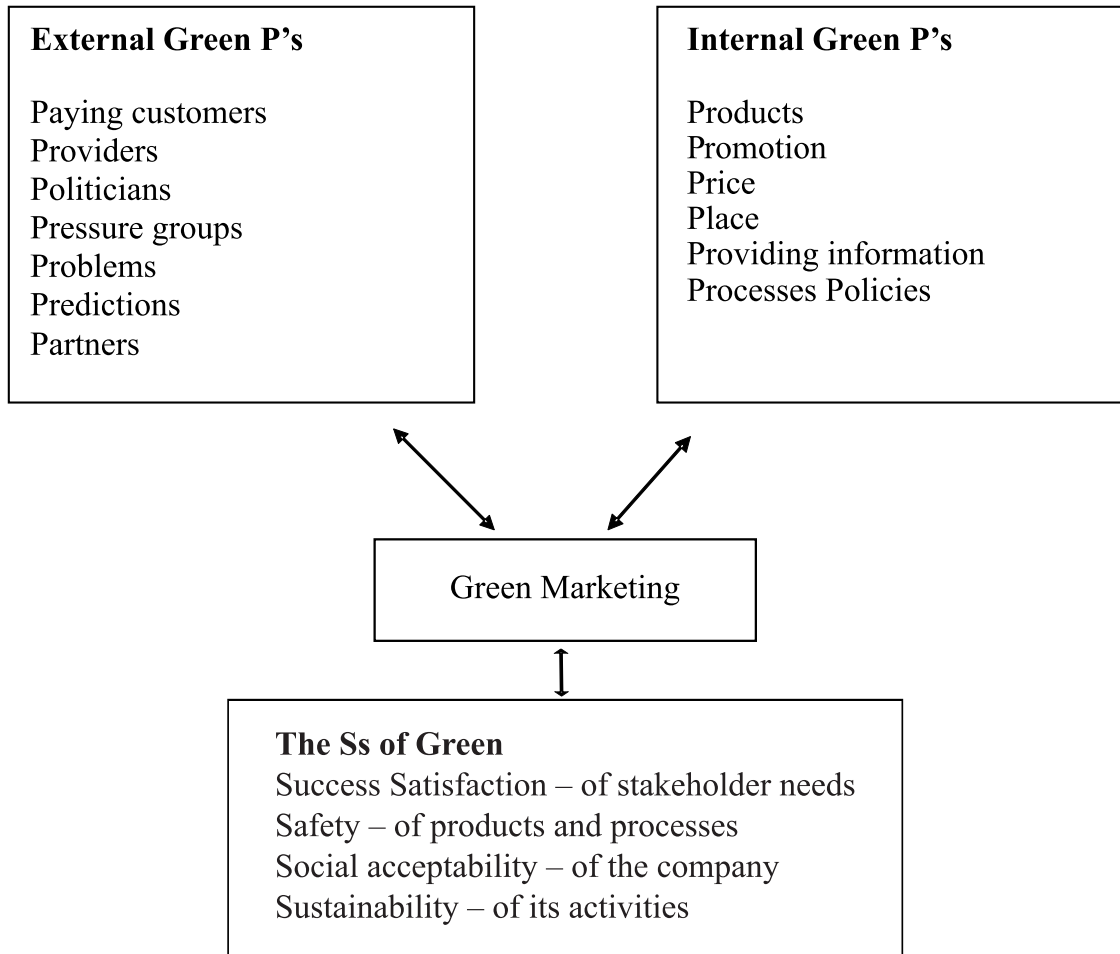 External Green P’s
Paying customers
Providers
Politicians
Pressure groups
Problems
Predictions
Partners
Internal Green P’s
Products
Promotion
Price
Place
Providing information
Processes Policies
Green Marketing
The Ss of Green
Success Satisfaction – of stakeholder needs
Safety – of products and processes
Social acceptability – of the company
Sustainability – of its activities